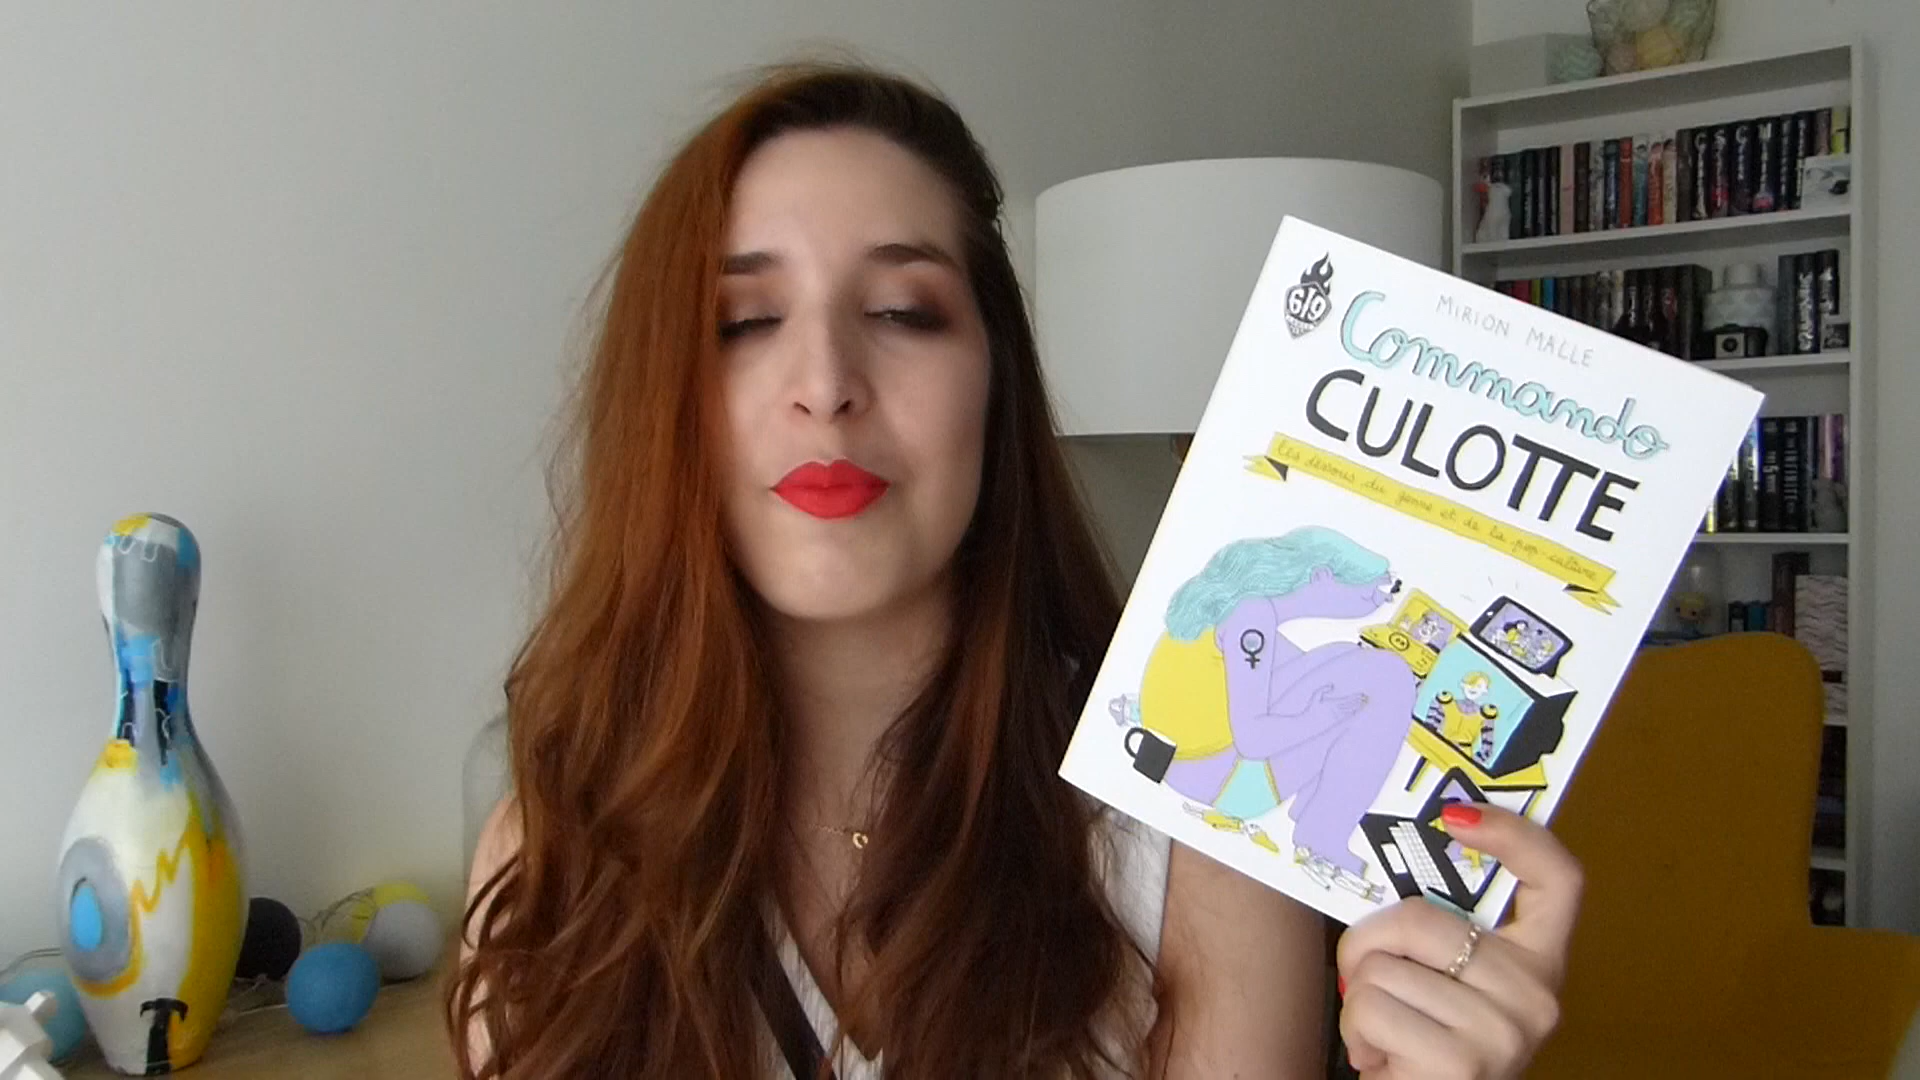 6|9
MIRION MALLE
Commando
CULOTTE
Les dessous du genre et de la pop-culture